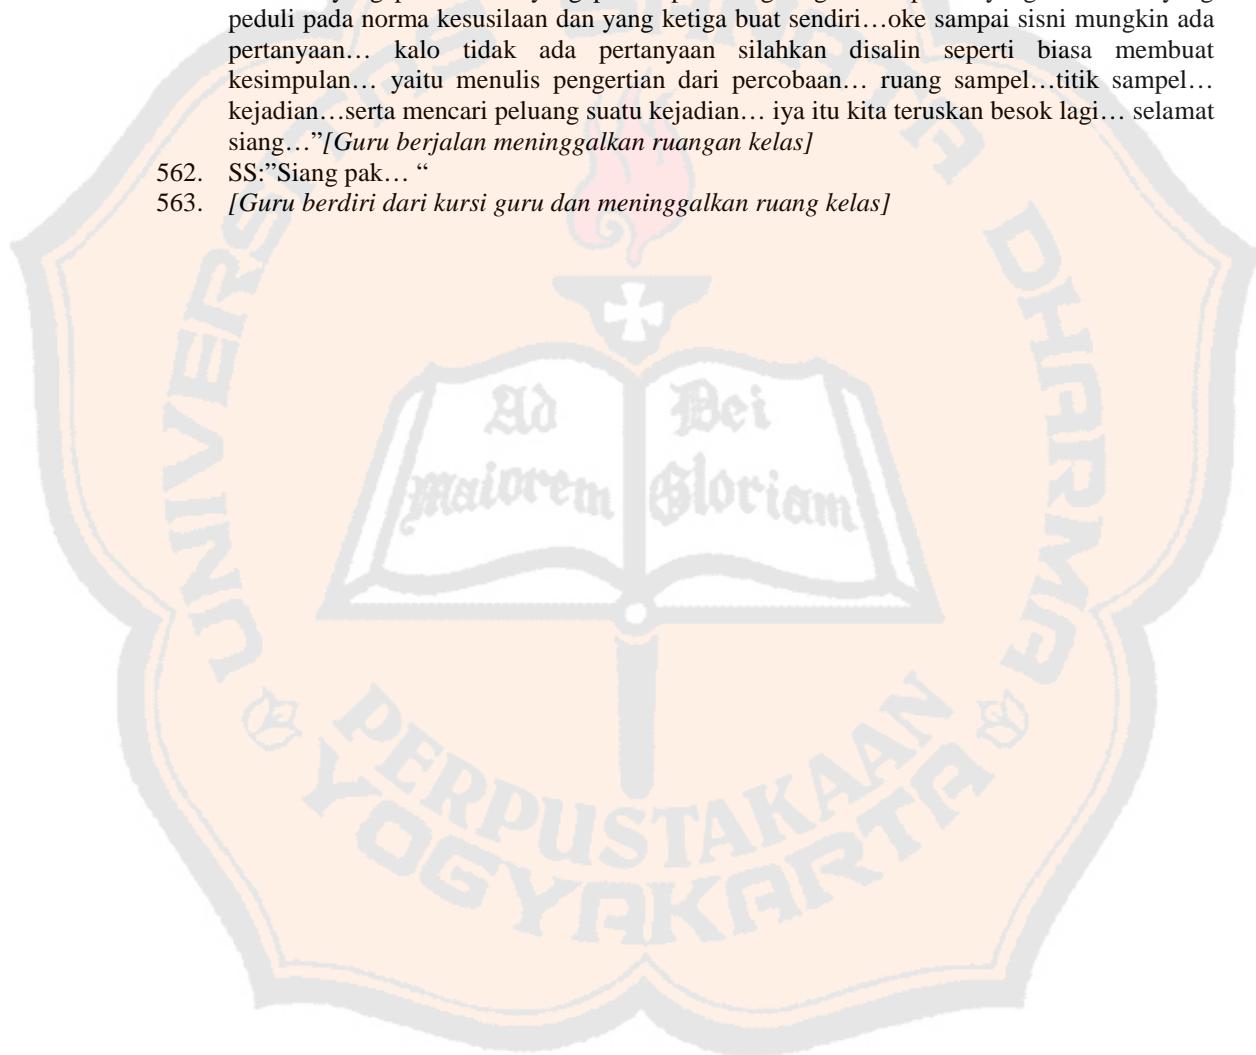 peduli pada norma kesusilaan dan yang ketiga buat sendiri…oke sampai sisni mungkin ada
pertanyaan… kalo tidak ada pertanyaan silahkan disalin seperti biasa membuat
kesimpulan… yaitu menulis pengertian dari percobaan… ruang sampel…titik sampel…
kejadian…serta mencari peluang suatu kejadian… iya itu kita teruskan besok lagi… selamat
siang…”[Guru berjalan meninggalkan ruangan kelas]
562. SS:”Siang pak… “
563. [Guru berdiri dari kursi guru dan meninggalkan ruang kelas]
UNIVERSITAS SANATA DHARMA
Ad Dei
maiorem Gloriam
PERPUSTAKAAN
YOGYAKARTA